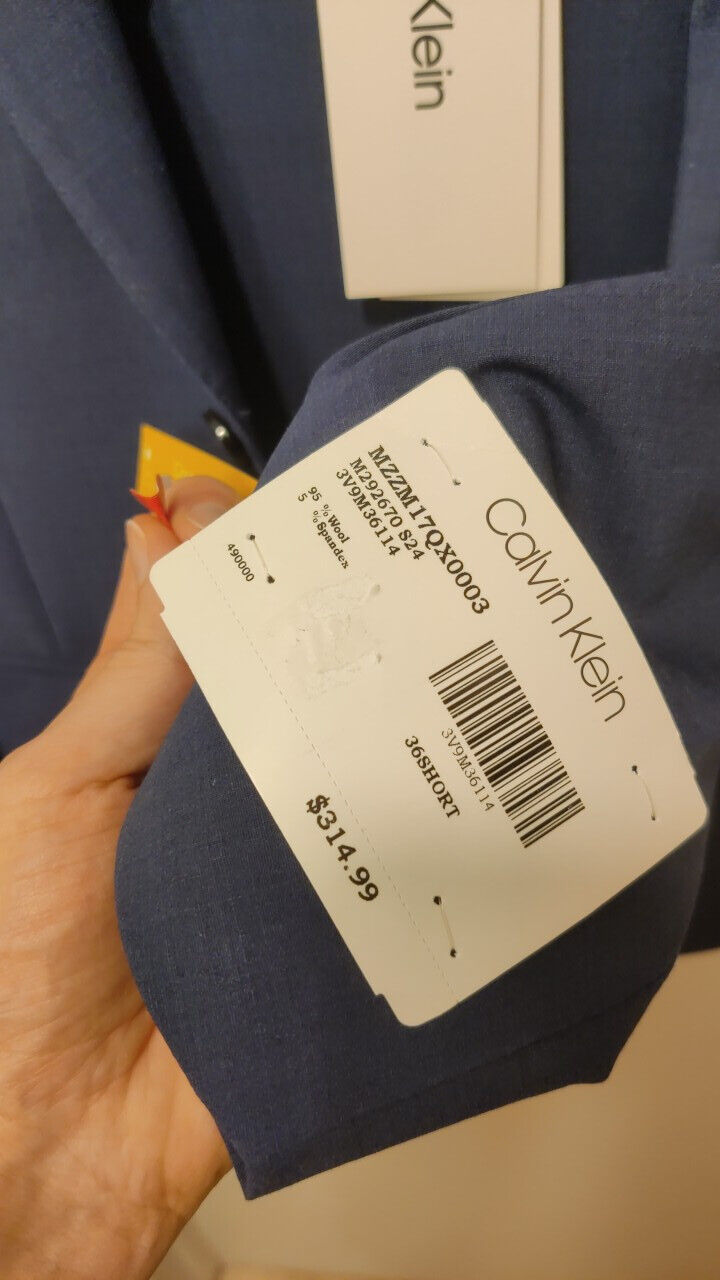 Klein
Calvin Klein
MZZM17QX0003
M292670 S24
3V9M36114
95 % Wool
5 % Spandex
490000
3V9M36114
36SHORT
$314.99